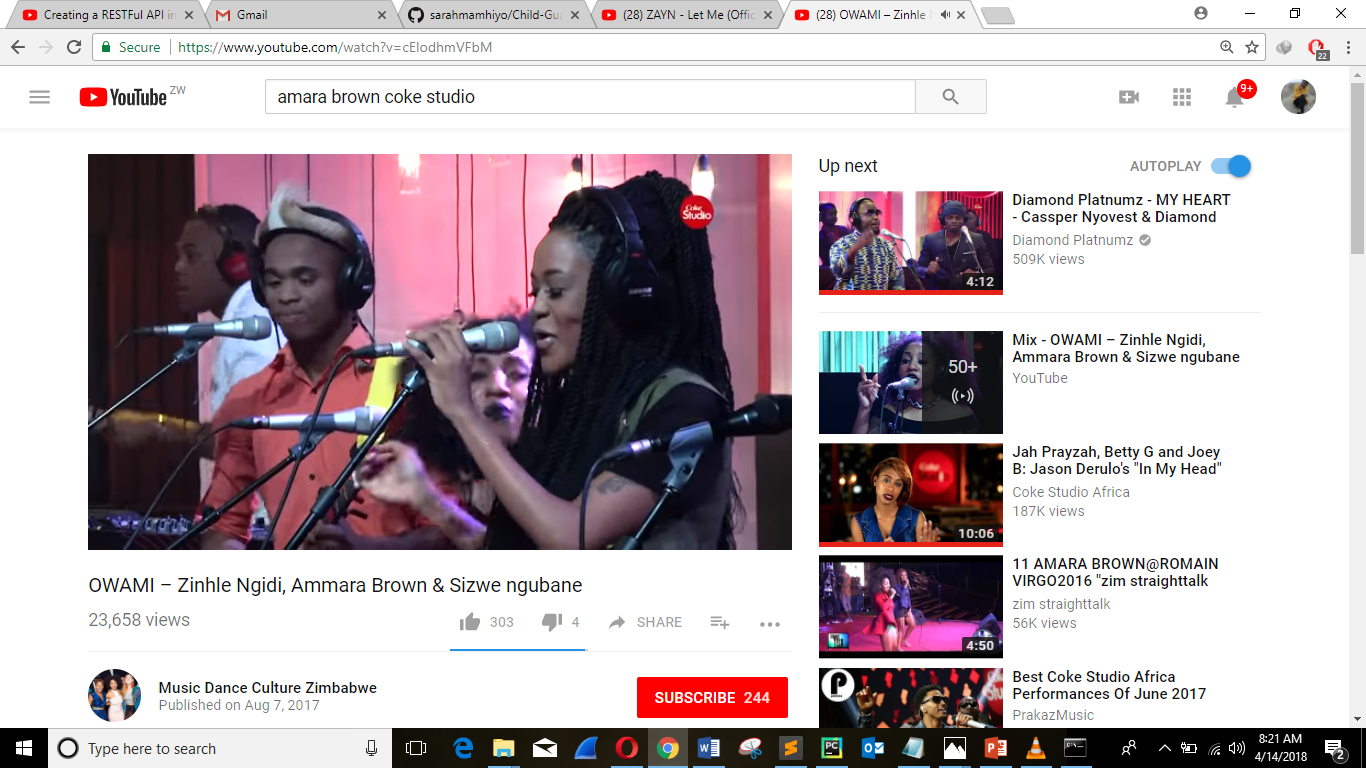 Creating a RESTFul API in
Gmail
sarahmamhiyo/Child-Gua
(28) ZAYN - Let Me (Offic
(28) OWAMI – Zinhle
Secure
https://www.youtube.com/watch?v=cEIodhmVFbM
22
YouTube ZW
amara brown coke studio
9+
Coke Studio
Up next
AUTOPLAY
Diamond Platnumz - MY HEART
- Cassper Nyovest & Diamond
Diamond Platnumz
509K views
4:12
Mix - OWAMI – Zinhle Ngidi,
Ammara Brown & Sizwe ngubane
YouTube
50+
Jah Prayzah, Betty G and Joey
B: Jason Derulo's "In My Head"
Coke Studio Africa
187K views
10:06
11 AMARA BROWN@ROMAIN
VIRGO2016 "zim straighttalk
zim straighttalk
56K views
4:50
Best Coke Studio Africa
Performances Of June 2017
PrakazMusic
OWAMI – Zinhle Ngidi, Ammara Brown & Sizwe ngubane
23,658 views
303
4
SHARE
Music Dance Culture Zimbabwe
Published on Aug 7, 2017
SUBSCRIBE 244
Type here to search
8:21 AM
4/14/2018
2